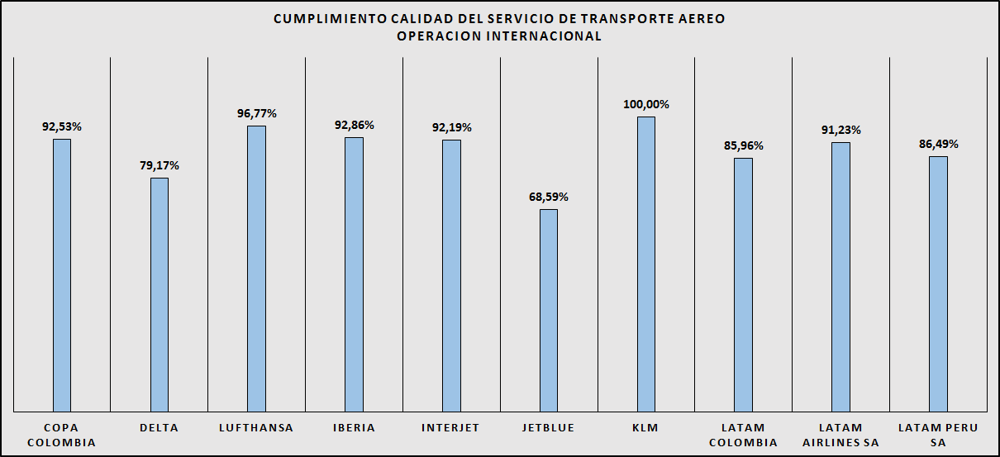 CUMPLIMIENTO CALIDAD DEL SERVICIO DE TRANSPORTE AEREO
OPERACION INTERNACIONAL
92,53%
79,17%
96,77%
92,86%
92,19%
68,59%
100,00%
85,96%
91,23%
86,49%
COPA
COLOMBIA
DELTA
LUFTHANSA
IBERIA
INTERJET
JETBLUE
KLM
LATAM
COLOMBIA
LATAM
AIRLINES SA
LATAM PERU
SA